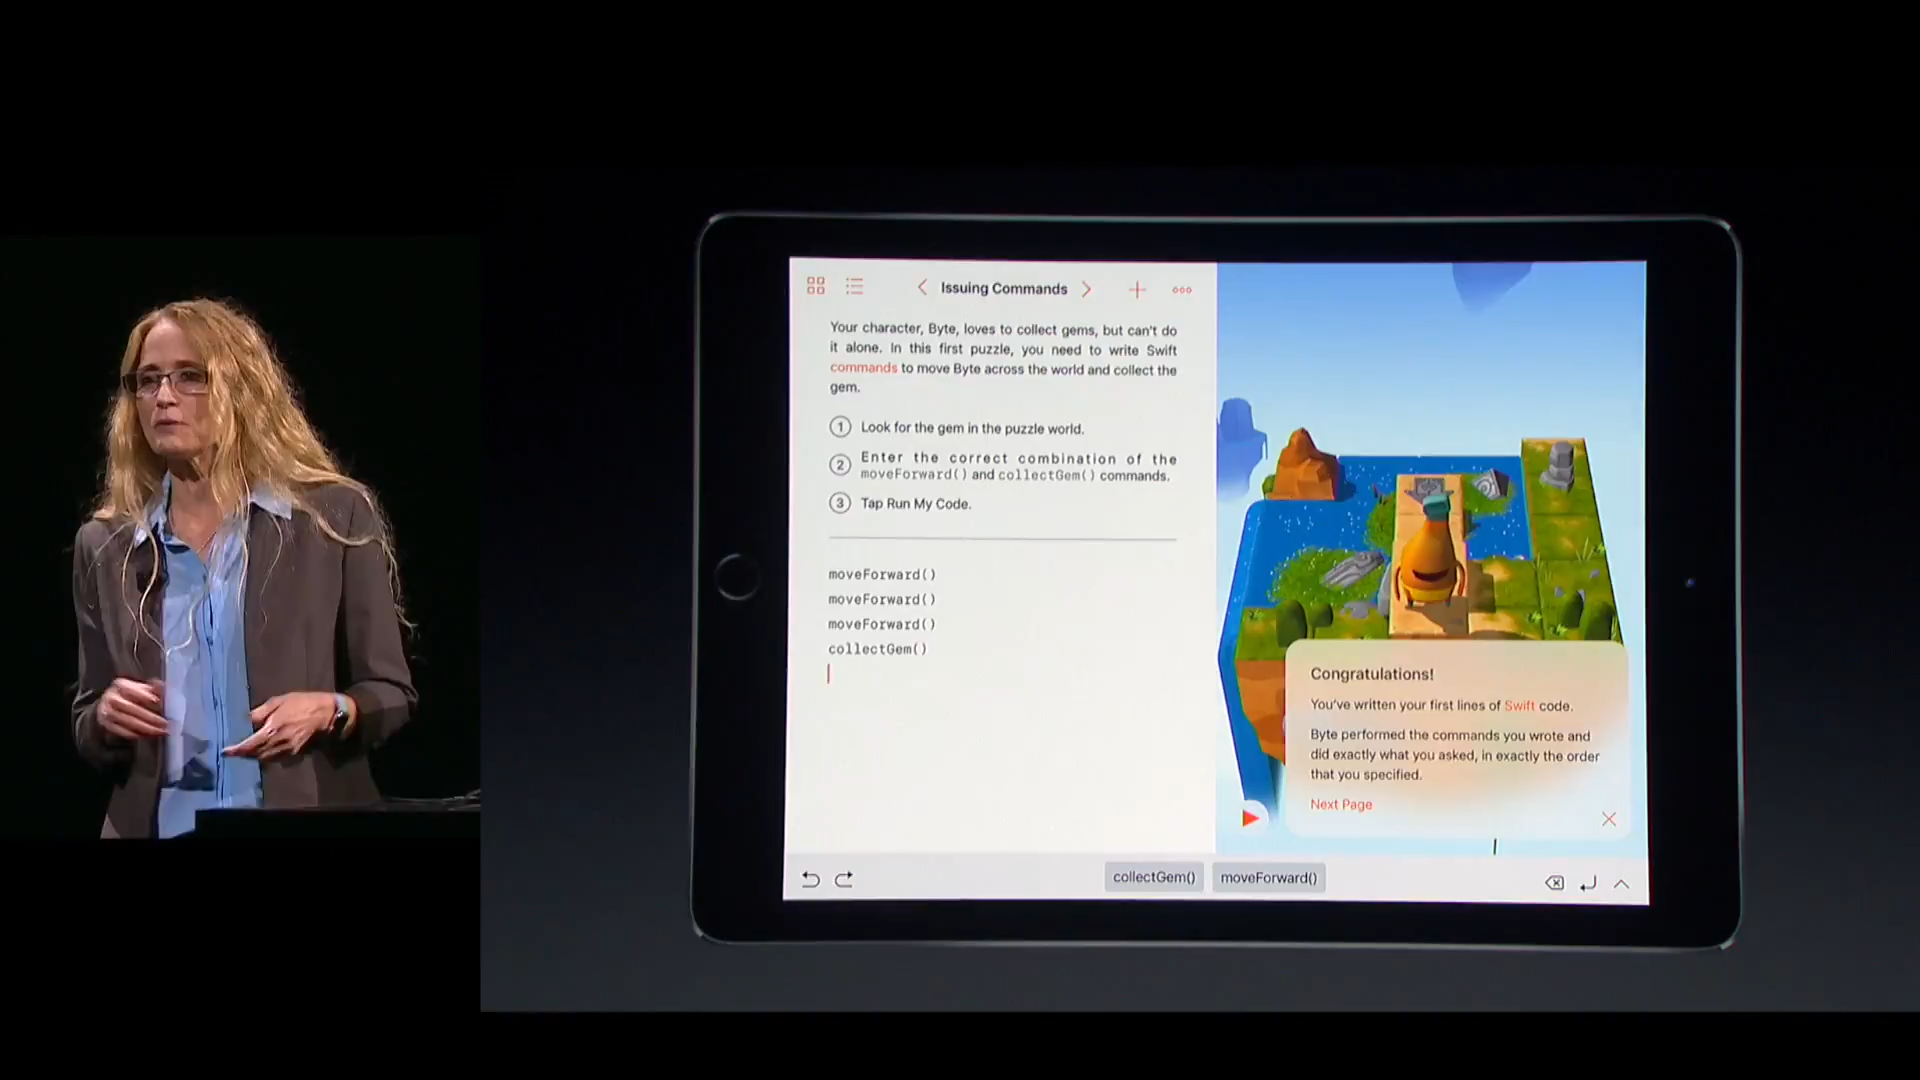 Issuing Commands
Your character, Byte, loves to collect gems, but can't do
it alone. In this first puzzle, you need to write Swift
commands to move Byte across the world and collect the
gem.
1 Look for the gem in the puzzle world.
2 Enter the correct combination of the
moveForward() and collectGem() commands.
3 Tap Run My Code.
moveForward()
moveForward()
moveForward()
collectGem()
Congratulations!
You've written your first lines of Swift code.
Byte performed the commands you wrote and
did exactly what you asked, in exactly the order
that you specified.
Next Page
collectGem() moveForward()